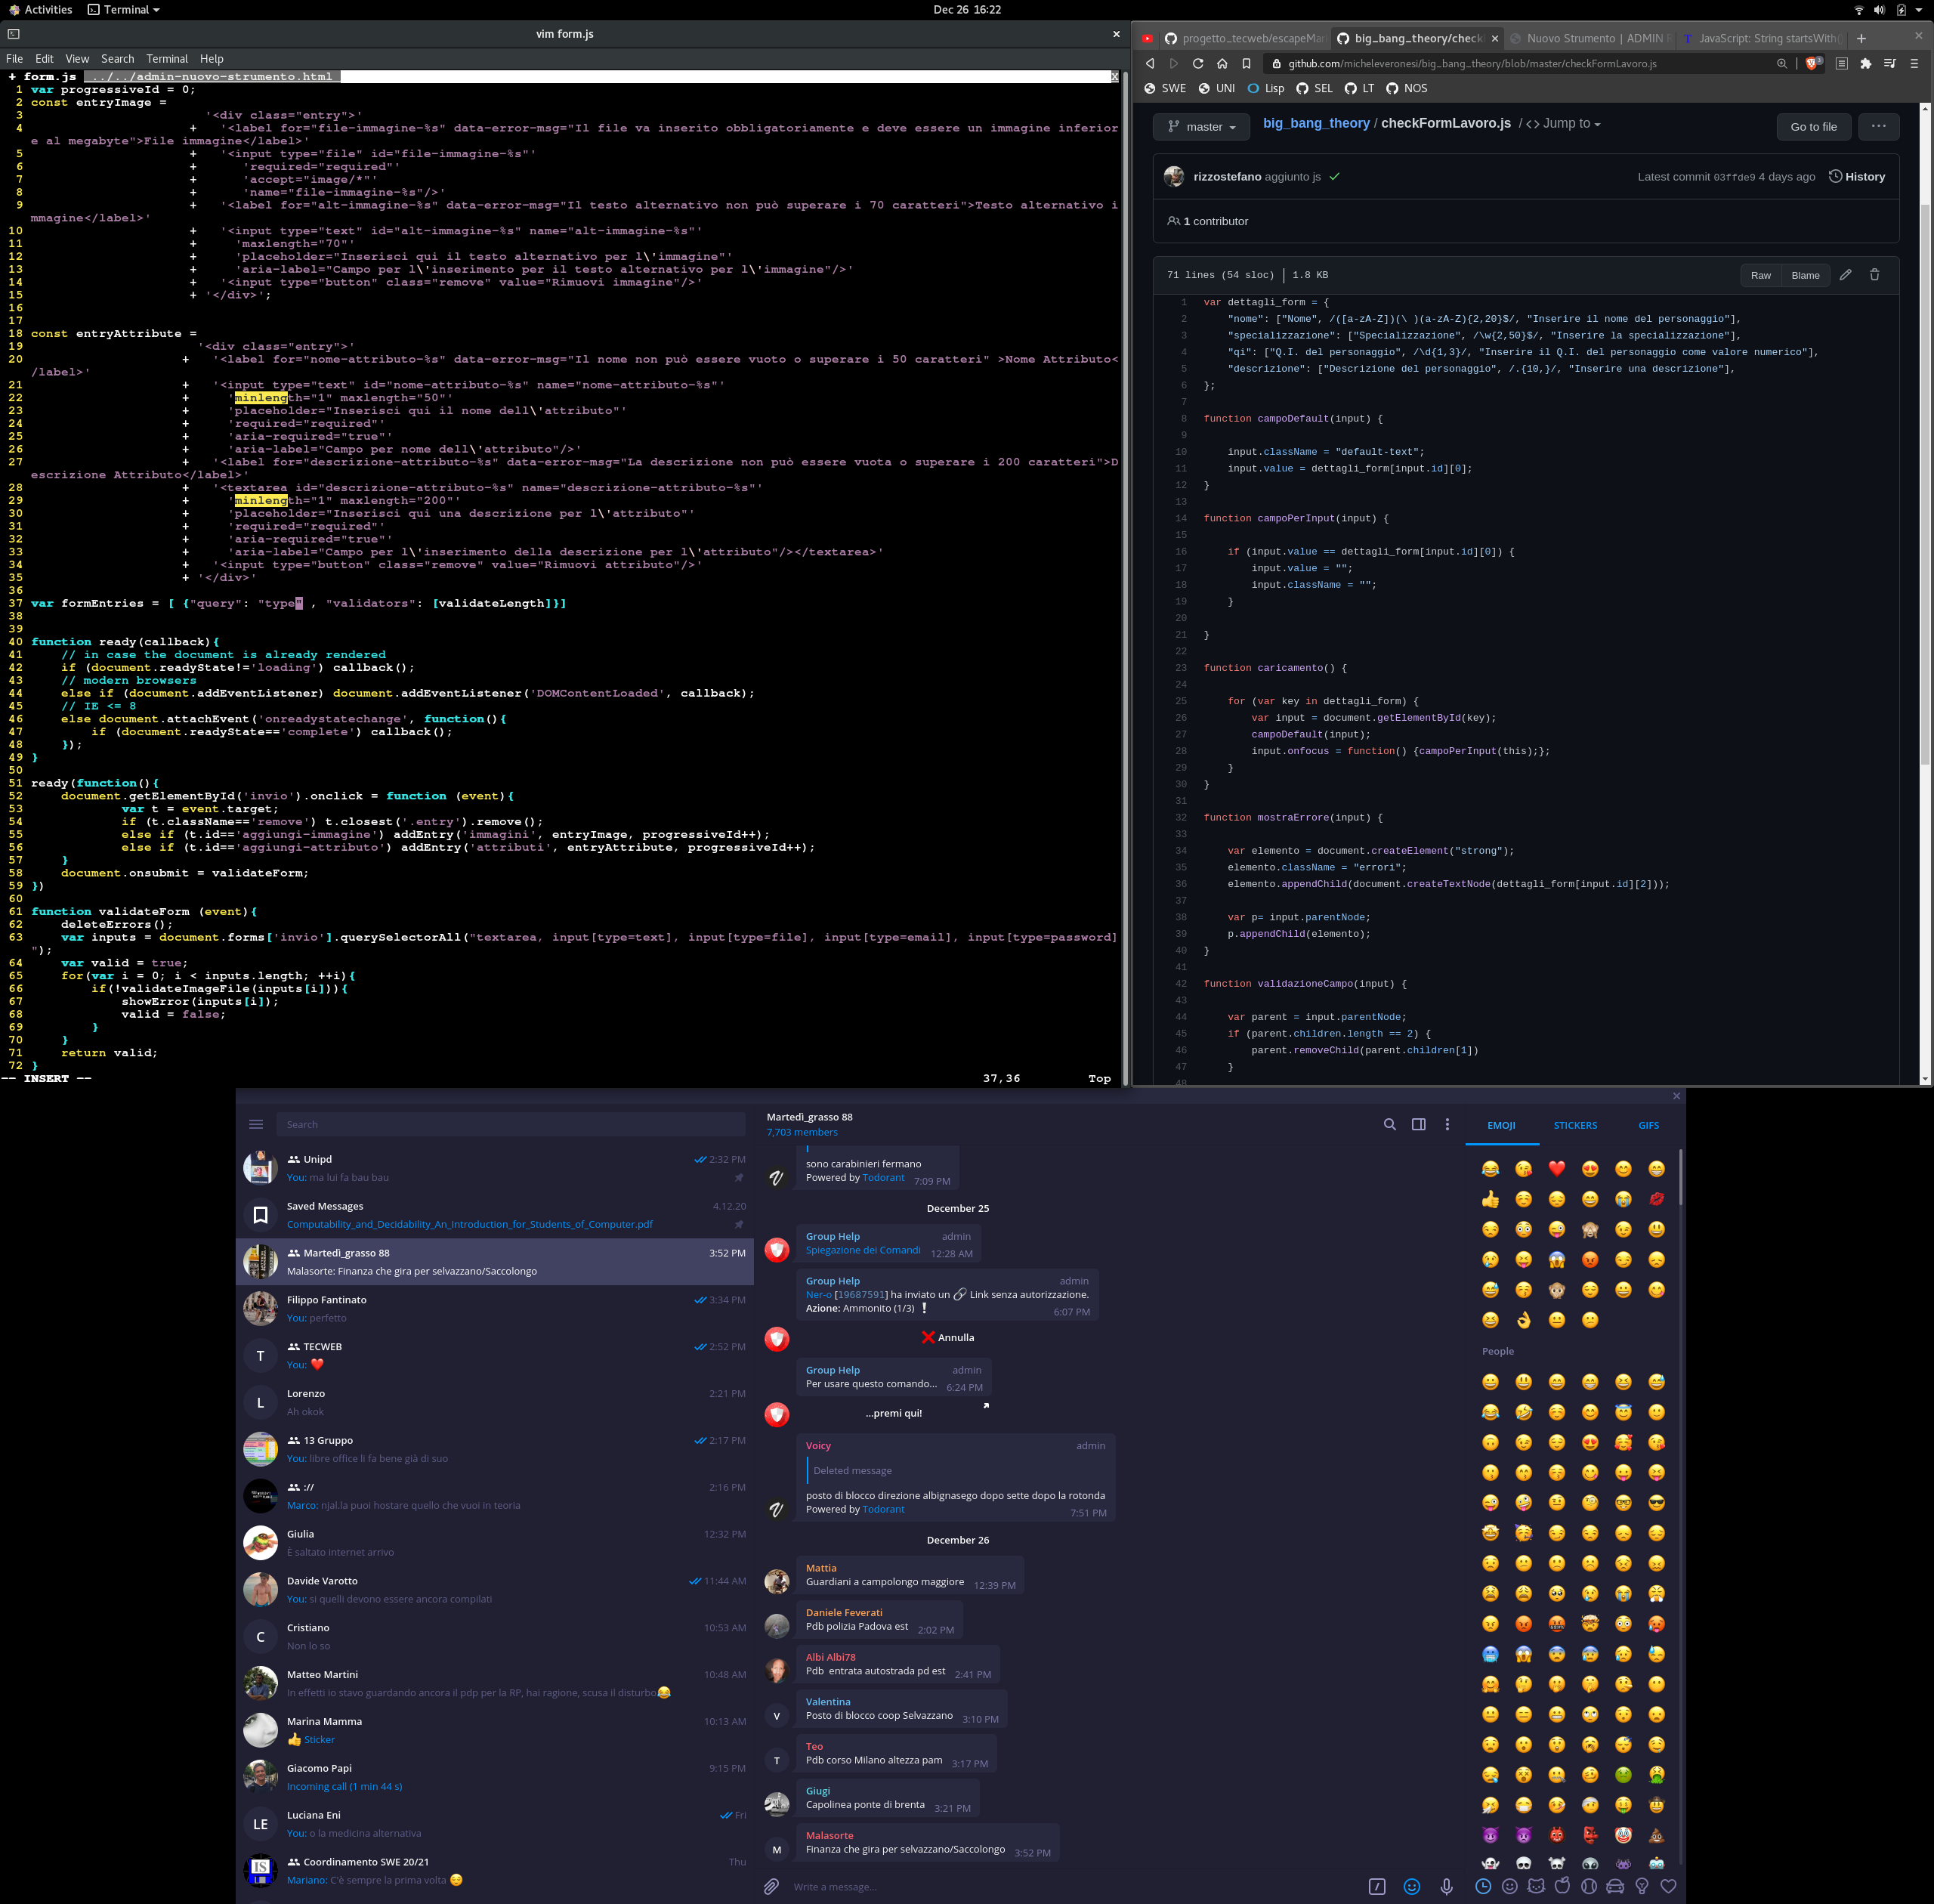 Activities
Terminal
Dec 26 16:22
vim form.js
File Edit View Search Terminal Help
+ form.js ../../admin-nuovo-strumento.html X
1 var progressiveId = 0;
2 const entryImage =
3 '<div class="entry">'
4 + '<label for="file-immagine-%s" data-error-msg="Il file va inserito obbligatoriamente e deve essere un immagine inferior
e al megabyte">File immagine</label>'
5 + '<input type="file" id="file-immagine-%s"'
6 + 'required="required"'
7 + 'accept="image/*"'
8 + 'name="file-immagine-%s"/>'
9 + '<label for="alt-immagine-%s" data-error-msg="Il testo alternativo non può superare i 70 caratteri">Testo alternativo i
mmagine</label>'
10 + '<input type="text" id="alt-immagine-%s" name="alt-immagine-%s"'
11 + 'maxlength="70"'
12 + 'placeholder="Inserisci qui il testo alternativo per l\'immagine"'
13 + 'aria-label="Campo per l\'inserimento per il testo alternativo per l\'immagine"/>'
14 + '<input type="button" class="remove" value="Rimuovi immagine"/>'
15 + '</div>';
16
17
18 const entryAttribute =
19 '<div class="entry">'
20 + '<label for="nome-attributo-%s" data-error-msg="Il nome non può essere vuoto o superare i 50 caratteri" >Nome Attributo<
/label>'
21 + '<input type="text" id="nome-attributo-%s" name="nome-attributo-%s"'
22 + 'minlength="1" maxlength="50"'
23 + 'placeholder="Inserisci qui il nome dell\'attributo"'
24 + 'required="required"'
25 + 'aria-required="true"'
26 + 'aria-label="Campo per nome dell\'attributo"/>'
27 + '<label for="descrizione-attributo-%s" data-error-msg="La descrizione non può essere vuota o superare i 200 caratteri">D
escrizione Attributo</label>'
28 + '<textarea id="descrizione-attributo-%s" name="descrizione-attributo-%s"'
29 + 'minlength="1" maxlength="200"'
30 + 'placeholder="Inserisci qui una descrizione per l\'attributo"'
31 + 'required="required"'
32 + 'aria-required="true"'
33 + 'aria-label="Campo per l\'inserimento della descrizione per l\'attributo"/></textarea>'
34 + '<input type="button" class="remove" value="Rimuovi attributo"/>'
35 + '</div>'
36
37 var formEntries = [ {"query": "type" , "validators": [validateLength]}]
38
39
40 function ready(callback){
41 // in case the document is already rendered
42 if (document.readyState!='loading') callback();
43 // modern browsers
44 else if (document.addEventListener) document.addEventListener('DOMContentLoaded', callback);
45 // IE <= 8
46 else document.attachEvent('onreadystatechange', function(){
47 if (document.readyState=='complete') callback();
48 });
49 }
50
51 ready(function(){
52 document.getElementById('invio').onclick = function (event){
53 var t = event.target;
54 if (t.className=='remove') t.closest('.entry').remove();
55 else if (t.id=='aggiungi-immagine') addEntry('immagini', entryImage, progressiveId++);
56 else if (t.id=='aggiungi-attributo') addEntry('attributi', entryAttribute, progressiveId++);
57 }
58 document.onsubmit = validateForm;
59 })
60
61 function validateForm (event){
62 deleteErrors();
63 var inputs = document.forms['invio'].querySelectorAll("textarea, input[type=text], input[type=file], input[type=email], input[type=password]
");
64 var valid = true;
65 for(var i = 0; i < inputs.length; ++i){
66 if(!validateImageFile(inputs[i])){
67 showError(inputs[i]);
68 valid = false;
69 }
70 }
71 return valid;
72 }
-- INSERT -- 37,36 Top
progetto_tecweb/escapeMar
big_bang_theory/check
Nuovo Strumento | ADMIN
JavaScript: String startsWith(
github.com/micheleveronesi/big_bang_theory/blob/master/checkFormLavoro.js
SWE UNI Lisp SEL LT NOS
master
big_bang_theory / checkFormLavoro.js / <> Jump to
Go to file
...
rizzostefano aggiunto js
Latest commit 03ffde9 4 days ago History
1 contributor
71 lines (54 sloc) 1.8 KB
Raw Blame
1 var dettagli_form = {
2 "nome": ["Nome", /([a-zA-Z])(\ )(a-zA-Z){2,20}$/, "Inserire il nome del personaggio"],
3 "specializzazione": ["Specializzazione", /\w{2,50}$/, "Inserire la specializzazione"],
4 "qi": ["Q.I. del personaggio", /\d{1,3}/, "Inserire il Q.I. del personaggio come valore numerico"],
5 "descrizione": ["Descrizione del personaggio", /.{10,}/, "Inserire una descrizione"],
6 };
7
8 function campoDefault(input) {
9
10 input.className = "default-text";
11 input.value = dettagli_form[input.id][0];
12 }
13
14 function campoPerInput(input) {
15
16 if (input.value == dettagli_form[input.id][0]) {
17 input.value = "";
18 input.className = "";
19 }
20
21 }
22
23 function caricamento() {
24
25 for (var key in dettagli_form) {
26 var input = document.getElementById(key);
27 campoDefault(input);
28 input.onfocus = function() {campoPerInput(this);};
29 }
30 }
31
32 function mostraErrore(input) {
33
34 var elemento = document.createElement("strong");
35 elemento.className = "errori";
36 elemento.appendChild(document.createTextNode(dettagli_form[input.id][2]));
37
38 var p= input.parentNode;
39 p.appendChild(elemento);
40 }
41
42 function validazioneCampo(input) {
43
44 var parent = input.parentNode;
45 if (parent.children.length == 2) {
46 parent.removeChild(parent.children[1])
47 }
48
Search
Unipd 2:32 PM
You: ma lui fa bau bau
Saved Messages 4.12.20
Computability_and_Decidability_An_Introduction_for_Students_of_Computer.pdf
Martedì_grasso 88 3:52 PM
Malasorte: Finanza che gira per selvazzano/Saccolongo
Filippo Fantinato 3:34 PM
You: perfetto
T TECWEB 2:52 PM
You: ❤️
L Lorenzo 2:21 PM
Ah okok
13 Gruppo 2:17 PM
You: libre office li fa bene già di suo
:// 2:16 PM
Marco: njal.la puoi hostare quello che vuoi in teoria
Giulia 12:32 PM
È saltato internet arrivo
Davide Varotto 11:44 AM
You: si quelli devono essere ancora compilati
C Cristiano 10:53 AM
Non lo so
Matteo Martini 10:48 AM
In effetti io stavo guardando ancora il pdp per la RP, hai ragione, scusa il disturbo😂
Marina Mamma 10:13 AM
👍 Sticker
Giacomo Papi 9:15 PM
Incoming call (1 min 44 s)
LE Luciana Eni Fri
You: o la medicina alternativa
IS Coordinamento SWE 20/21 Thu
Mariano: C'è sempre la prima volta 😌
Martedì_grasso 88
7,703 members
sono carabinieri fermano
Powered by Todorant 7:09 PM
December 25
Group Help admin
Spiegazione dei Comandi 12:28 AM
Group Help admin
Ner-o [19687591] ha inviato un 🔗 Link senza autorizzazione.
Azione: Ammonito (1/3) ❕ 6:07 PM
❌ Annulla
Group Help admin
Per usare questo comando... 6:24 PM
...premi qui!
Voicy admin
Deleted message
posto di blocco direzione albignasego dopo sette dopo la rotonda
Powered by Todorant 7:51 PM
December 26
Mattia
Guardiani a campolongo maggiore 12:39 PM
Daniele Feverati
Pdb polizia Padova est 2:02 PM
Albi Albi78
Pdb entrata autostrada pd est 2:41 PM
Valentina
V Posto di blocco coop Selvazzano 3:10 PM
Teo
T Pdb corso Milano altezza pam 3:17 PM
Giugi
Capolinea ponte di brenta 3:21 PM
Malasorte
M Finanza che gira per selvazzano/Saccolongo 3:52 PM
Write a message...
EMOJI STICKERS GIFS
People